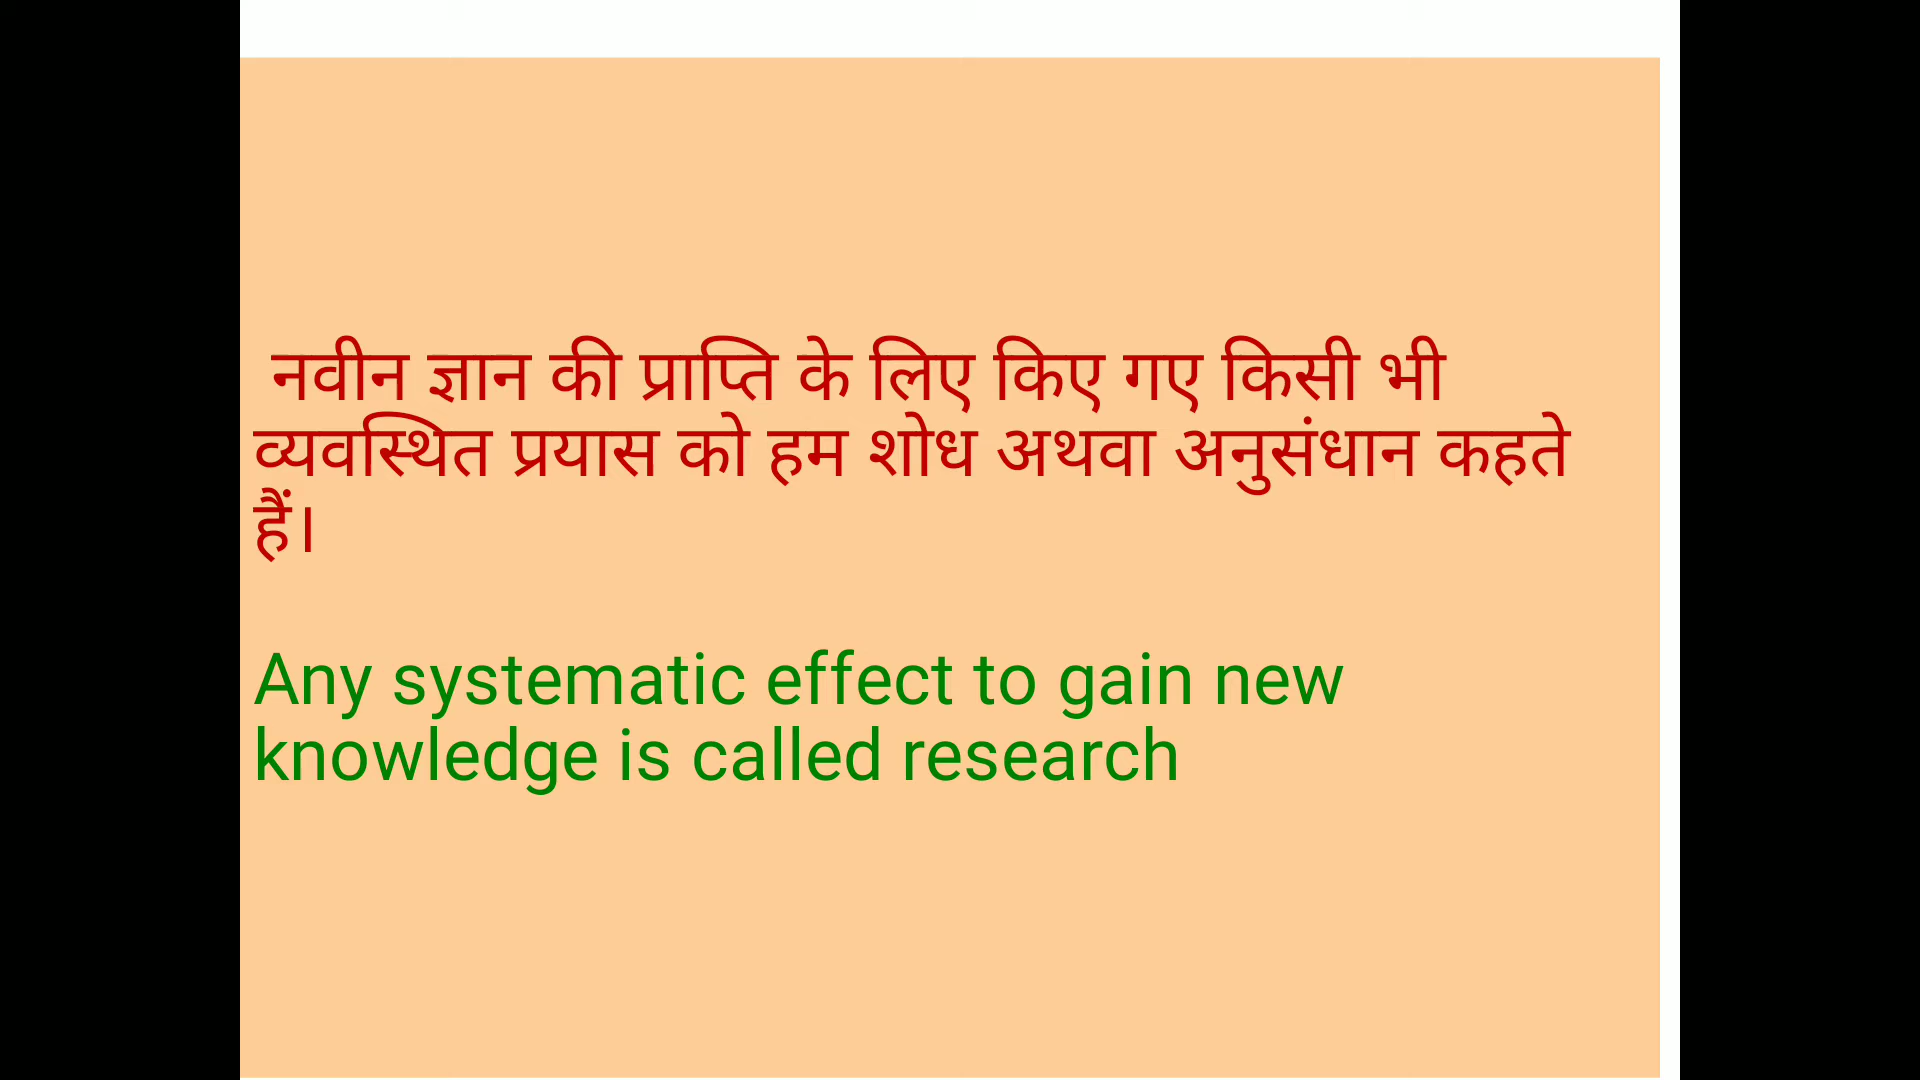 नवीन ज्ञान की प्राप्ति के लिए किए गए किसी भी
व्यवस्थित प्रयास को हम शोध अथवा अनुसंधान कहते
हैं।
Any systematic effect to gain new
knowledge is called research